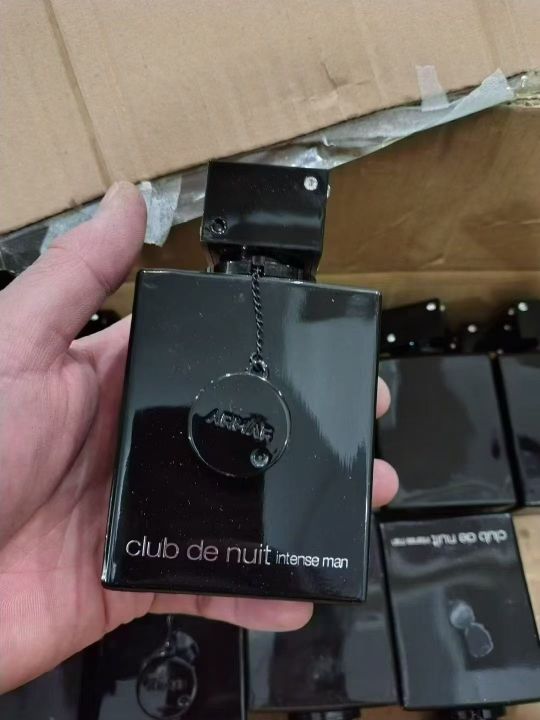 ARMAF
club de nuit intense man
club de nuit intense man